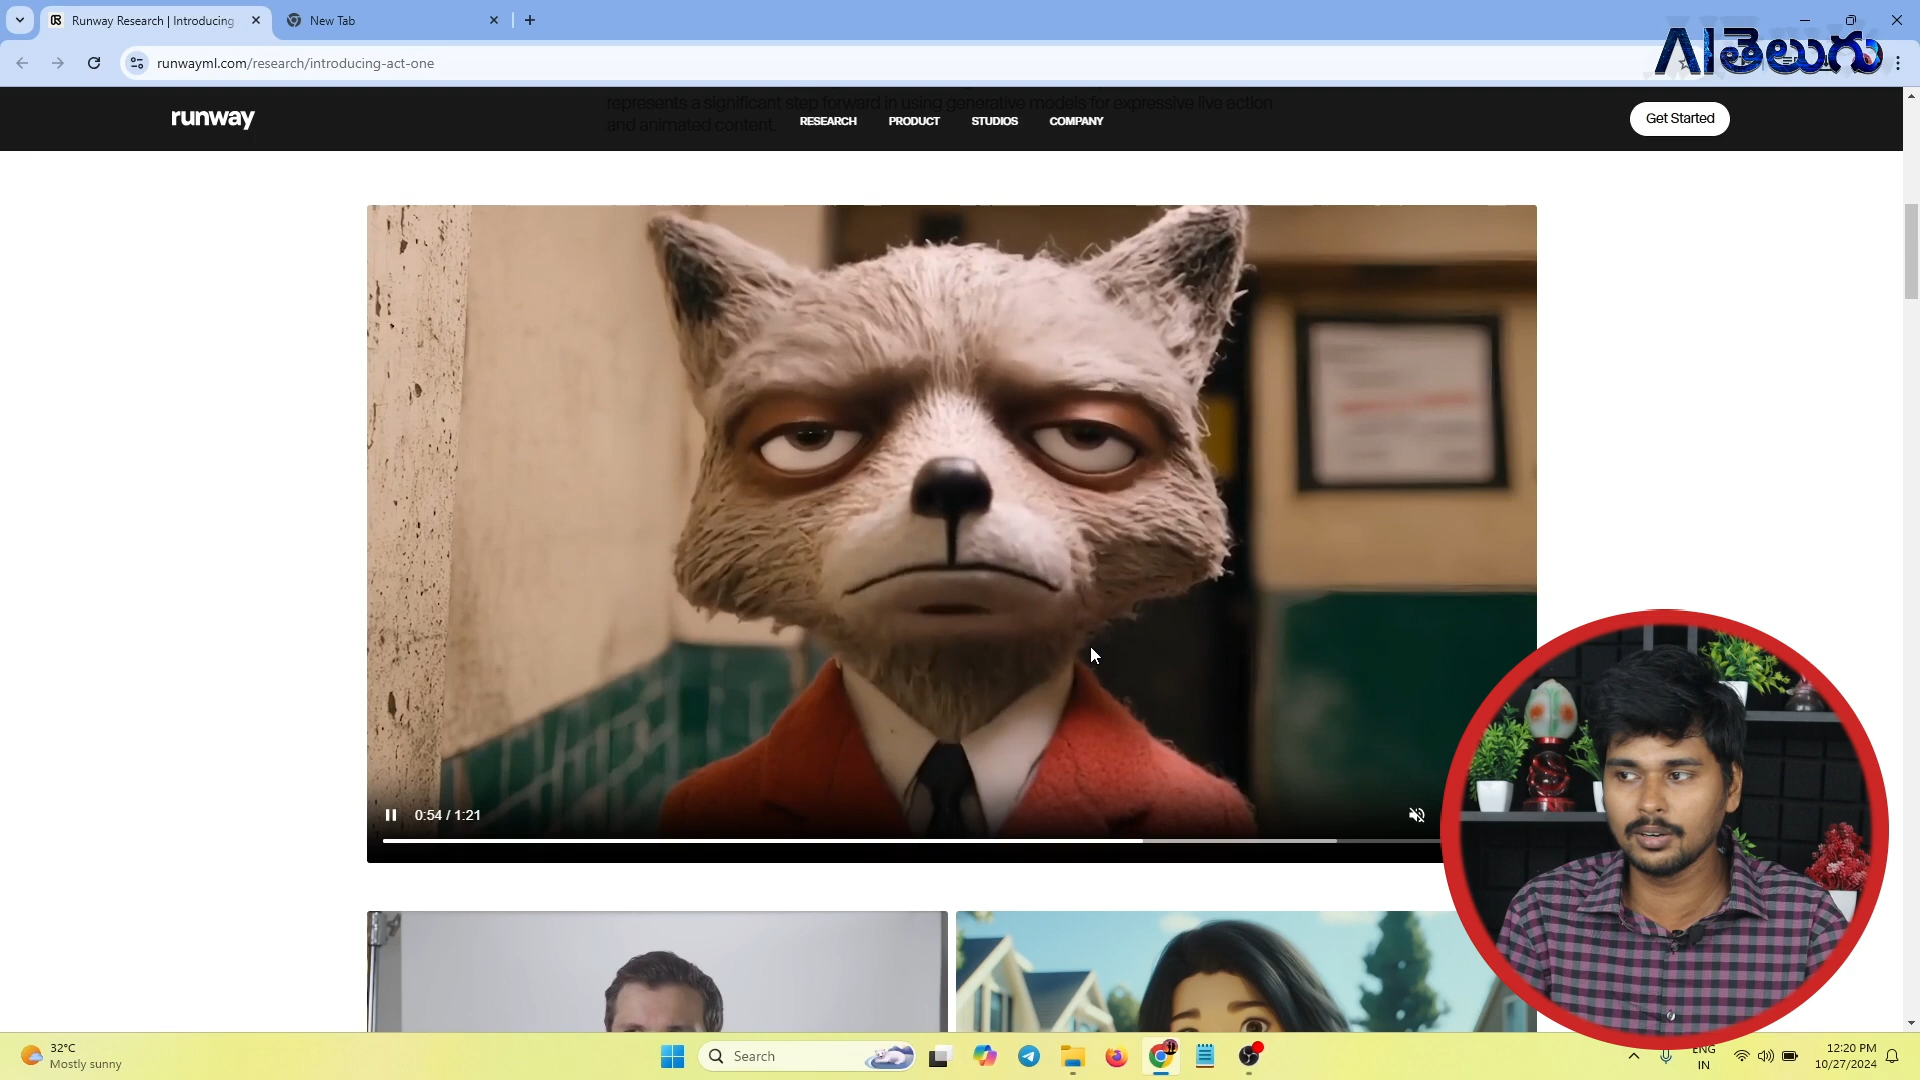 Runway Research | Introducing
New Tab
runwayml.com/research/introducing-act-one
AIతెలుగు
represents a significant step forward in using generative models for expressive live action
and animated content.
runway
RESEARCH
PRODUCT
STUDIOS
COMPANY
Get Started
0:54 / 1:21
32°C
Mostly sunny
Search
ENG
IN
12:20 PM
10/27/2024